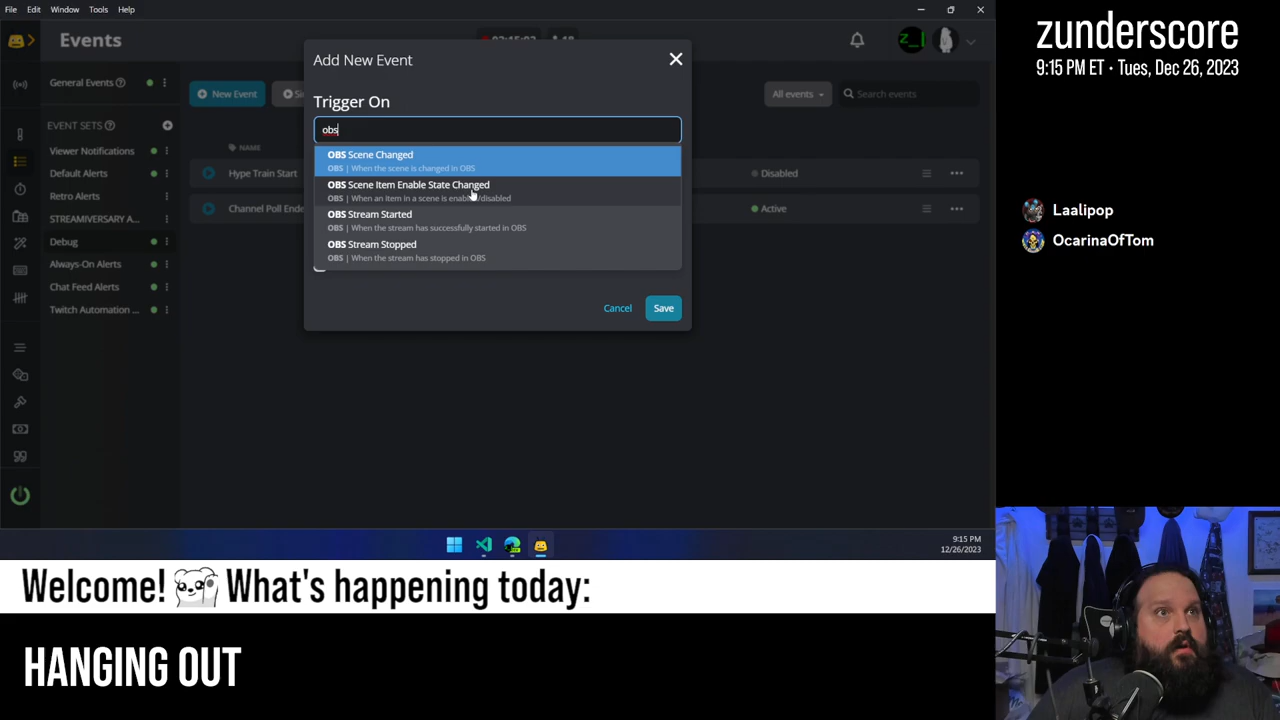 File Edit Window Tools Help
Events
Add New Event
Trigger On
obs
OBS Scene Changed
OBS | When the scene is changed in OBS
OBS Scene Item Enable State Changed
OBS | When an item in a scene is enabled/disabled
OBS Stream Started
OBS | When the stream has successfully started in OBS
OBS Stream Stopped
OBS | When the stream has stopped in OBS
Cancel Save
General Events
EVENT SETS
Viewer Notifications
Default Alerts
Retro Alerts
STREAMIVERSARY A...
Debug
Always-On Alerts
Chat Feed Alerts
Twitch Automation ...
New Event
All events
Search events
NAME
Hype Train Start
Disabled
Channel Poll Ende
Active
9:15 PM
12/26/2023
zunderscore
9:15 PM ET • Tues, Dec 26, 2023
z_
Laalipop
OcarinaOfTom
Welcome! What's happening today:
HANGING OUT